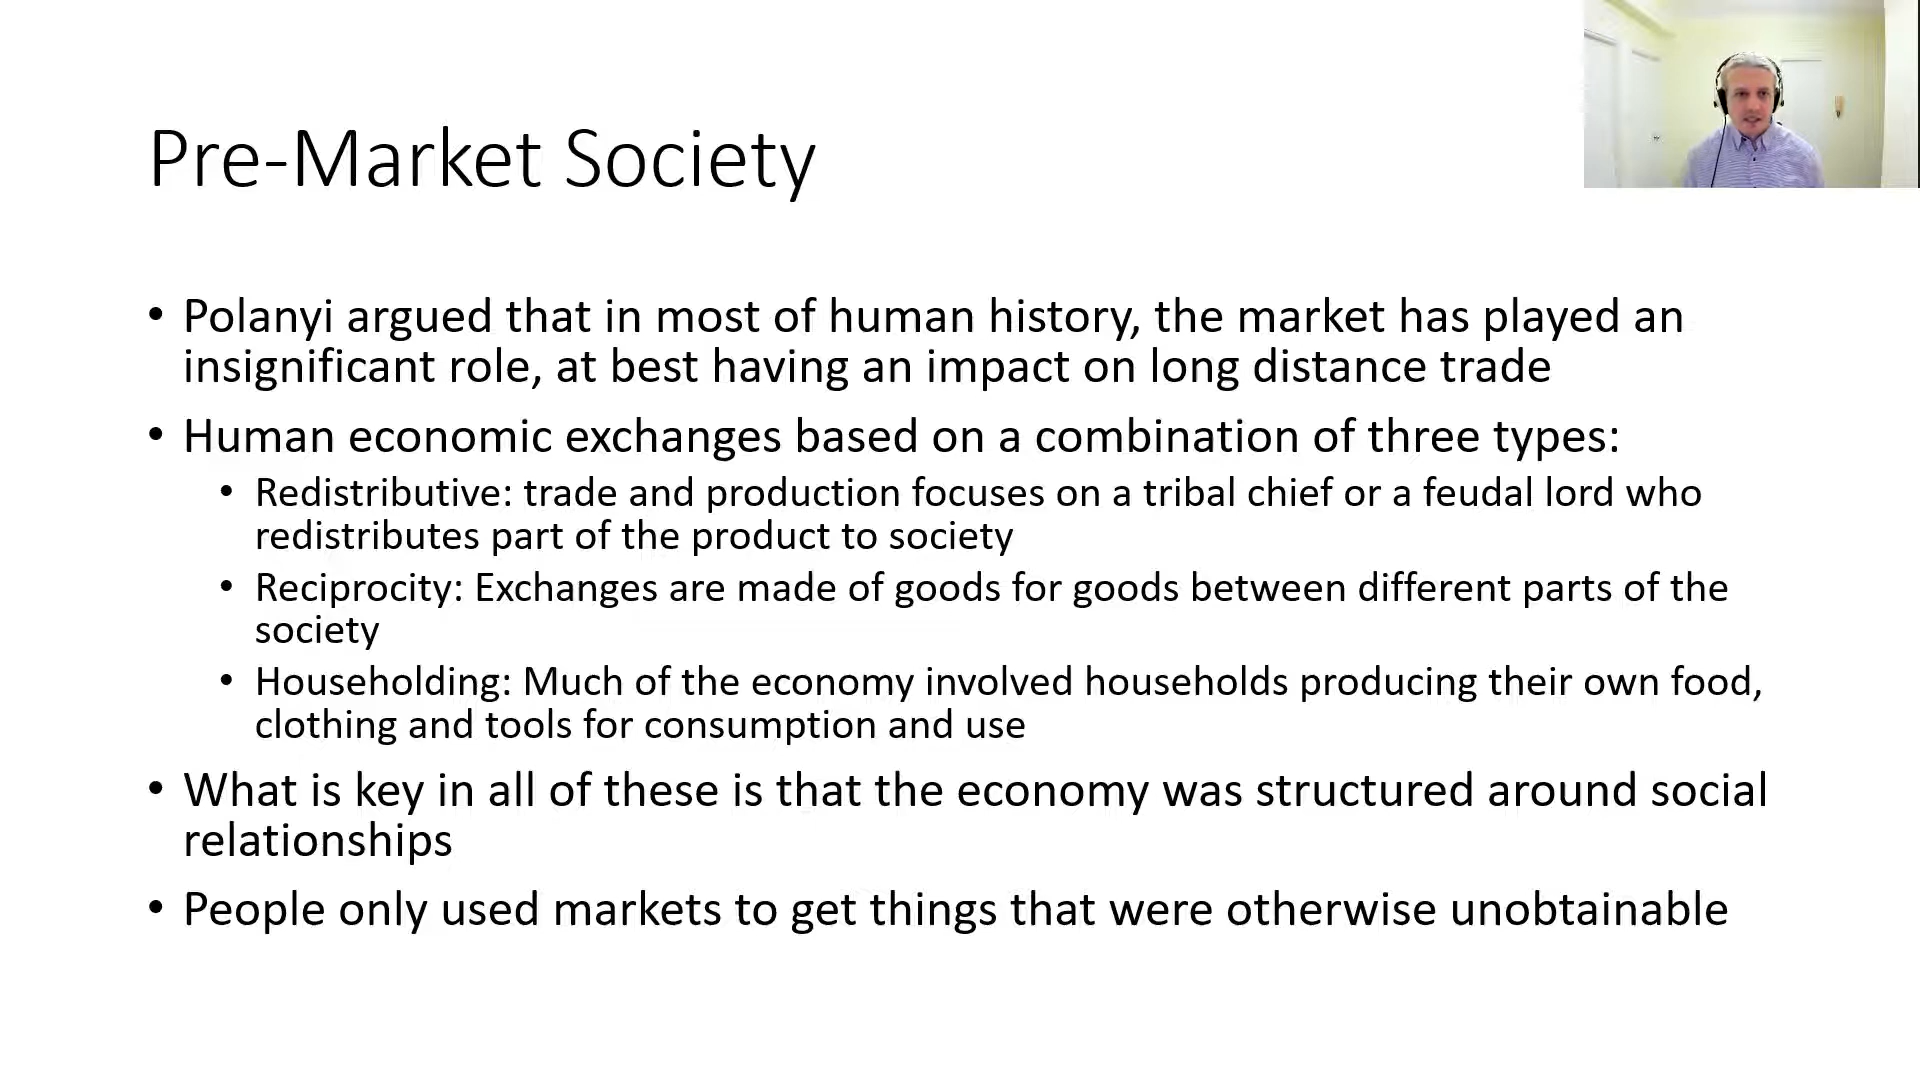 Pre-Market Society
• Polanyi argued that in most of human history, the market has played an
insignificant role, at best having an impact on long distance trade
• Human economic exchanges based on a combination of three types:
• Redistributive: trade and production focuses on a tribal chief or a feudal lord who
redistributes part of the product to society
• Reciprocity: Exchanges are made of goods for goods between different parts of the
society
• Householding: Much of the economy involved households producing their own food,
clothing and tools for consumption and use
• What is key in all of these is that the economy was structured around social
relationships
• People only used markets to get things that were otherwise unobtainable